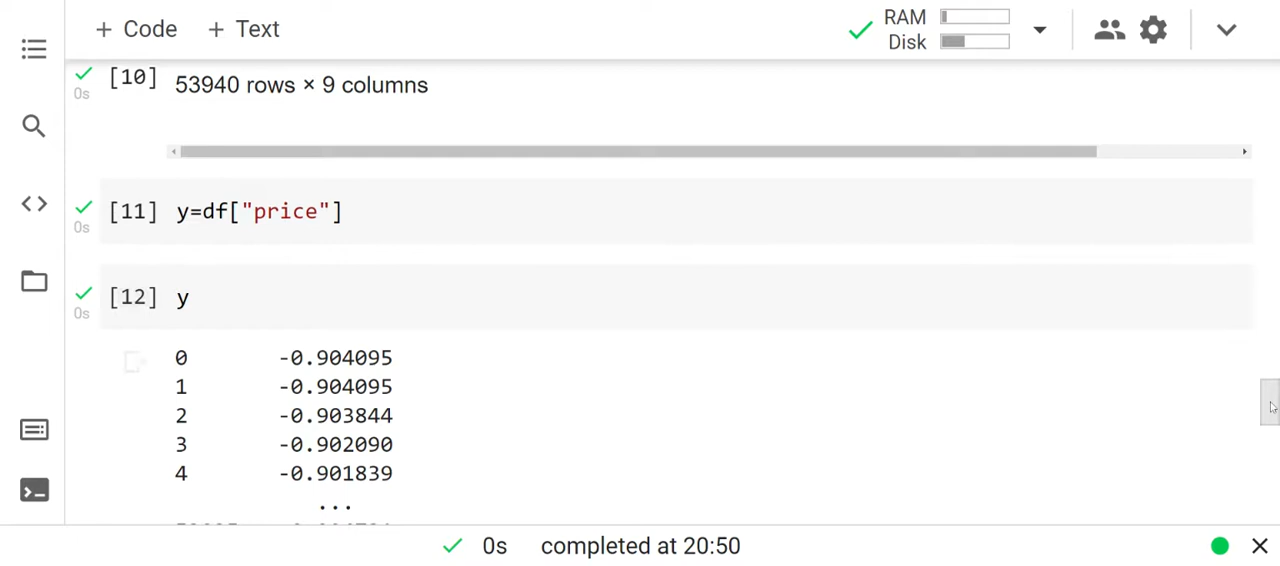 + Code + Text
RAM
Disk
[10] 53940 rows × 9 columns
0s
[11] y=df["price"]
0s
[12] y
0s
0 -0.904095
1 -0.904095
2 -0.903844
3 -0.902090
4 -0.901839
...
0s completed at 20:50